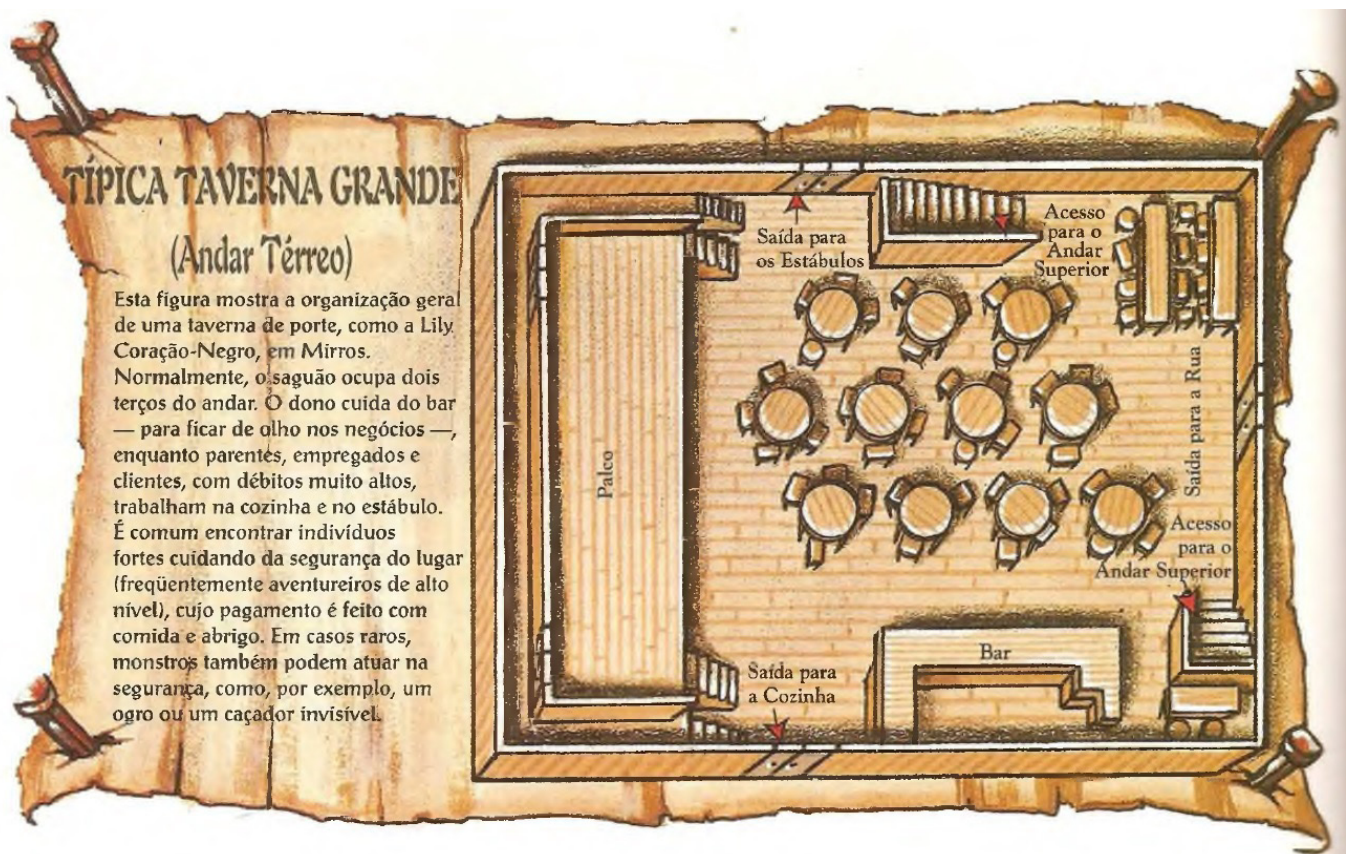 TÍPICA TAVERNA GRANDE
(Andar Térreo)
Esta figura mostra a organização geral
de uma taverna de porte, como a Lily
Coração-Negro, em Mirros.
Normalmente, o saguão ocupa dois
terços do andar. O dono cuida do bar
— para ficar de olho nos negócios —,
enquanto parentes, empregados e
clientes, com débitos muito altos,
trabalham na cozinha e no estábulo.
É comum encontrar indivíduos
fortes cuidando da segurança do lugar
(freqüentemente aventureiros de alto
nível), cujo pagamento é feito com
comida e abrigo. Em casos raros,
monstros também podem atuar na
segurança, como, por exemplo, um
ogro ou um caçador invisível.
Saída para
os Estábulos
Acesso
para o
Andar
Superior
Palco
Saída para a Rua
Acesso
para o
Andar Superior
Bar
Saída para
a Cozinha